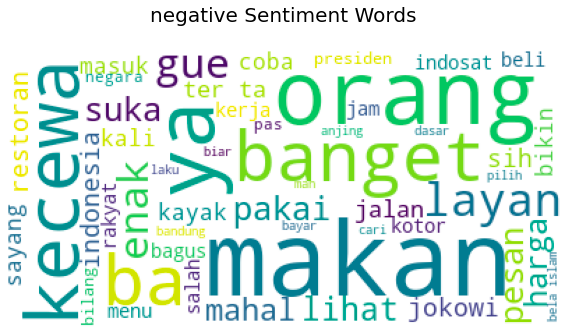 negative Sentiment Words
masuk
gue
coba
presiden
indosat
beli
negara
ter ta
restoran
kecewa
suka
ya
kerja
orang
jam
kali
pas
anjing
dasar
bikin
biar
banget
sih
indonesia
enak
laku
mah
pilih
rakyat
sayang
kayak
pakai
jalan
layan
bandung
bayar
cari
kotor
bagus
makan
pesan
harga
bela islam
bilang
ba
salah
menu
mahal
lihat
jokowi